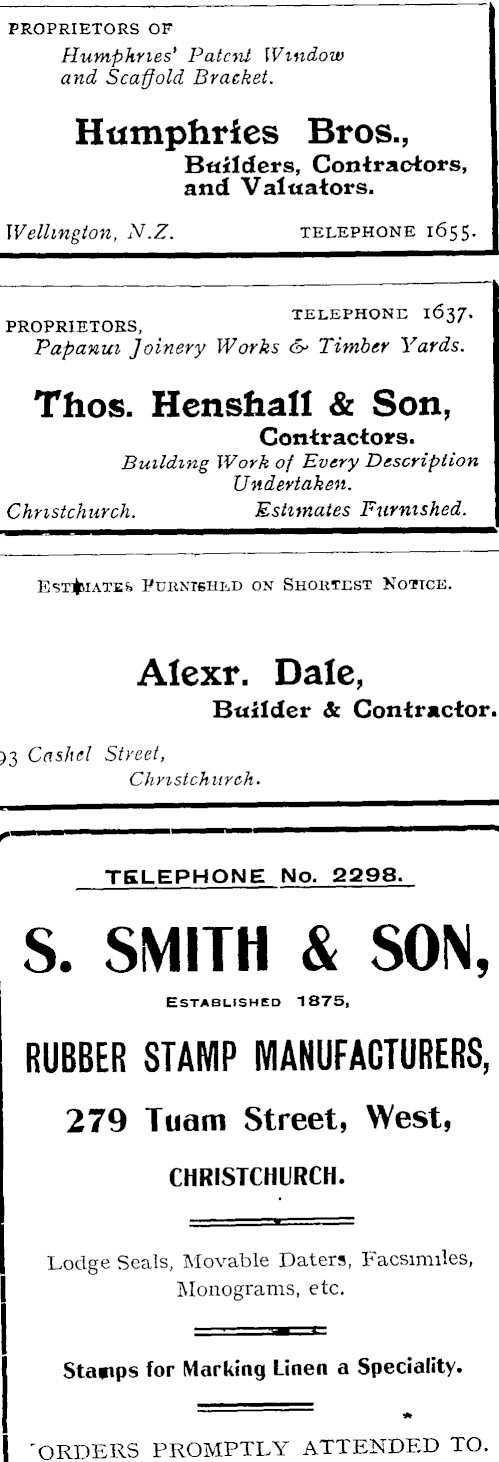 PROPRIETORS OF
Humphries' Patent Window
and Scaffold Bracket.
Humphries Bros.,
Builders, Contractors,
and Valuators.
Wellington, N.Z. TELEPHONE 1655.
TELEPHONE 1637.
PROPRIETORS,
Papanui Joinery Works & Timber Yards.
Thos. Henshall & Son,
Contractors.
Building Work of Every Description
Undertaken.
Christchurch. Estimates Furnished.
ESTIMATES FURNISHED ON SHORTEST NOTICE.
Alexr. Dale,
Builder & Contractor.
93 Cashel Street,
Christchurch.
TELEPHONE No. 2298.
S. SMITH & SON,
ESTABLISHED 1875,
RUBBER STAMP MANUFACTURERS,
279 Tuam Street, West,
CHRISTCHURCH.
Lodge Seals, Movable Daters, Facsimiles,
Monograms, etc.
Stamps for Marking Linen a Speciality.
ORDERS PROMPTLY ATTENDED TO.